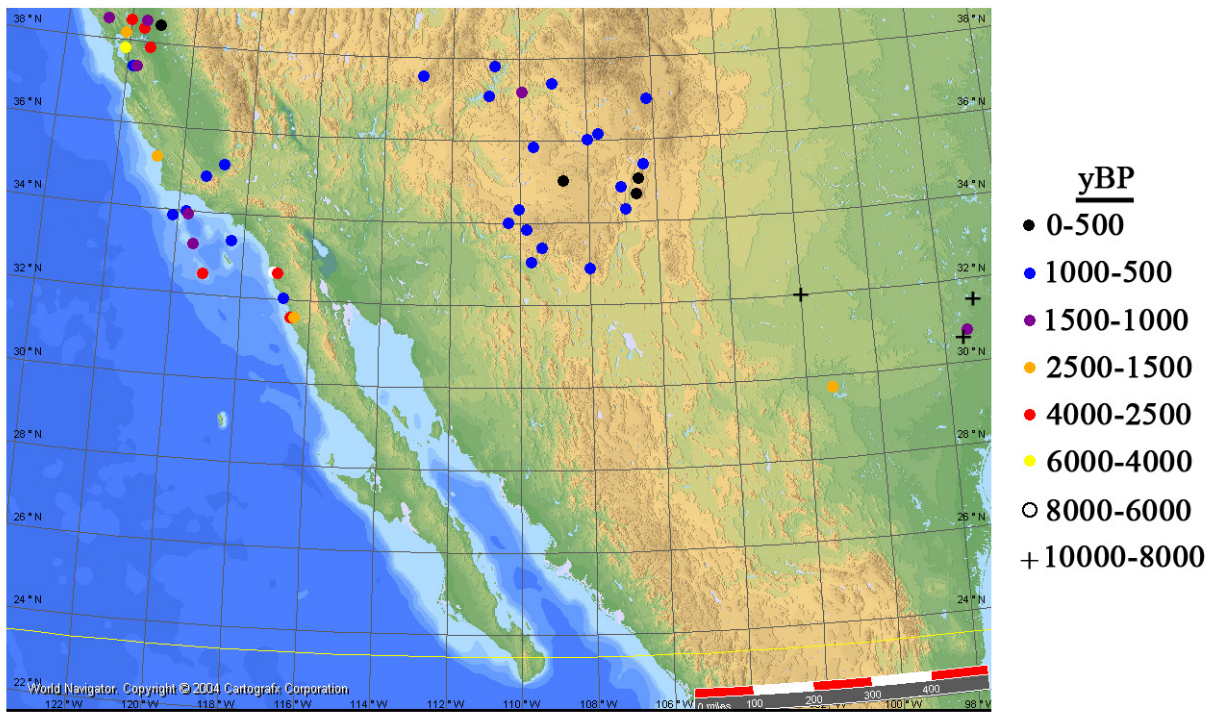 38° N
38° N
36° N
36° N
34° N
34° N
32° N
32° N
30° N
30° N
28° N
28° N
26° N
26° N
24° N
24° N
22° N
World Navigator. Copyright © 2004 Cartografx Corporation
122° W 120° W 118° W 116° W 114° W 112° W 110° W 108° W 106° W 104° W 102° W 100° W 98° W
0 miles 100 200 300 400
yBP
0-500
1000-500
1500-1000
2500-1500
4000-2500
6000-4000
8000-6000
10000-8000